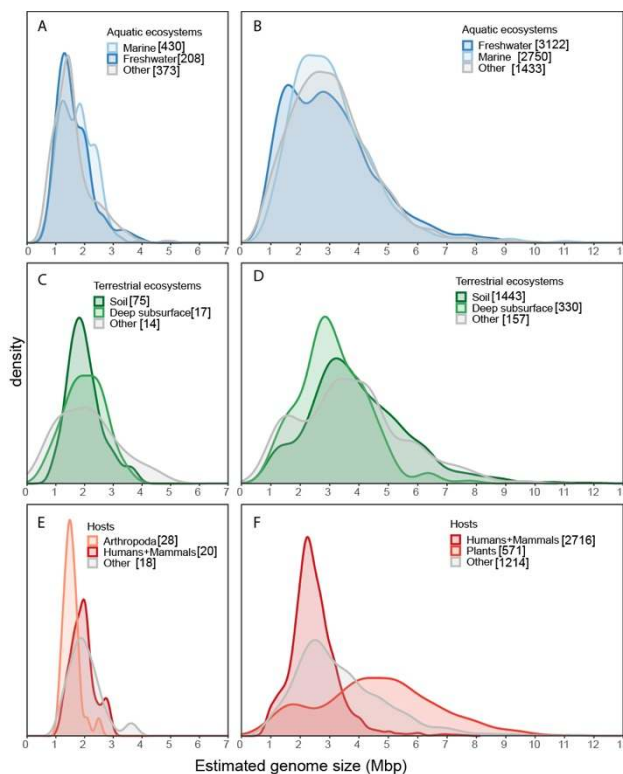 A
Aquatic ecosystems
Marine [430]
Freshwater [208]
Other [373]
0 1 2 3 4 5 6 7
B
Aquatic ecosystems
Freshwater [3122]
Marine [2750]
Other [1433]
0 1 2 3 4 5 6 7 8 9 10 11 12 13
C
Terrestrial ecosystems
Soil [75]
Deep subsurface [17]
Other [14]
0 1 2 3 4 5 6 7
D
Terrestrial ecosystems
Soil [1443]
Deep subsurface [330]
Other [157]
0 1 2 3 4 5 6 7 8 9 10 11 12 13
density
E
Hosts
Arthropoda [28]
Humans+Mammals [20]
Other [18]
0 1 2 3 4 5 6 7
F
Hosts
Humans+Mammals [2716]
Plants [571]
Other [1214]
0 1 2 3 4 5 6 7 8 9 10 11 12 13
Estimated genome size (Mbp)